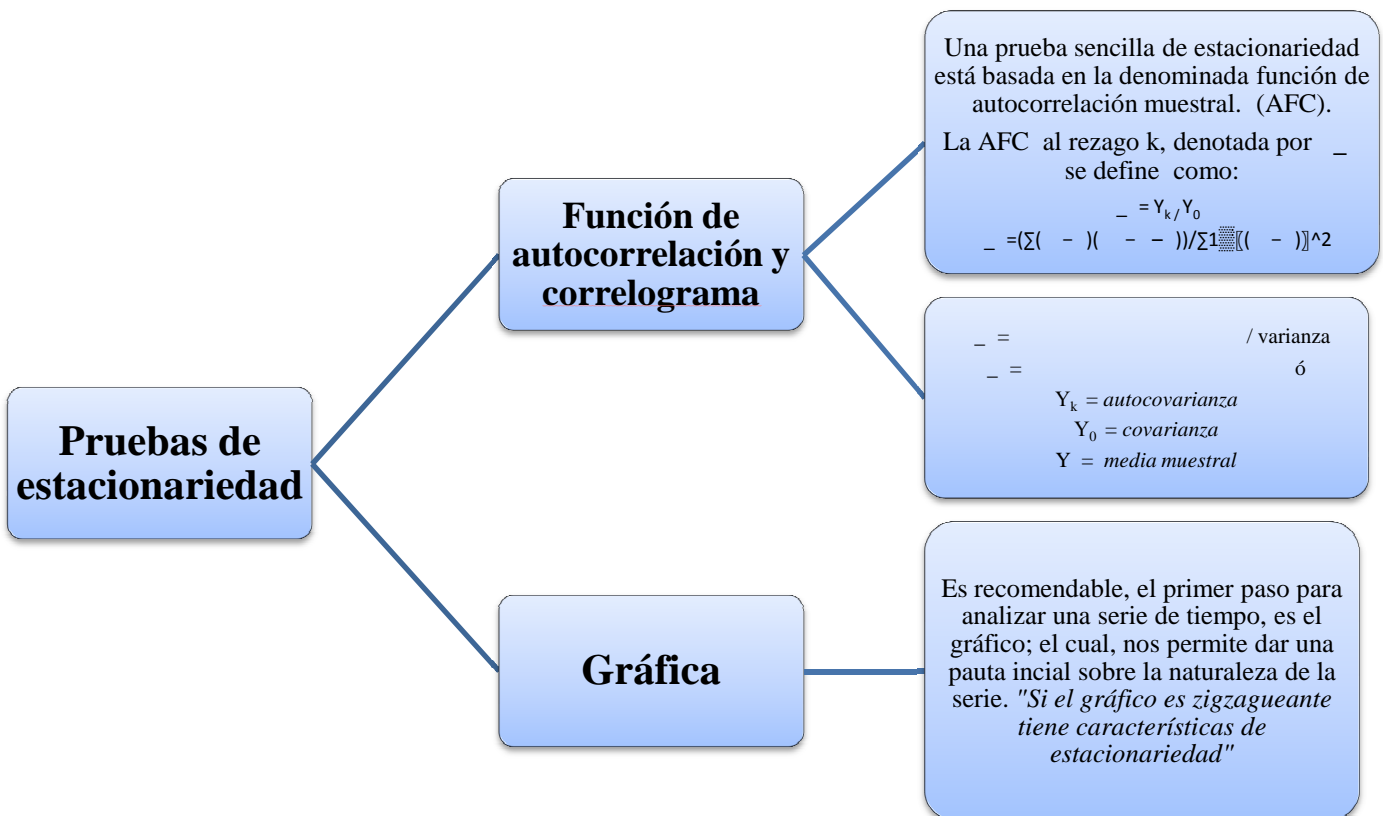 Pruebas de
estacionariedad
Función de
autocorrelación y
correlograma
Una prueba sencilla de estacionariedad
está basada en la denominada función de
autocorrelación muestral. (AFC).
La AFC al rezago k, denotada por _
se define como:
_ = Yₖ / Y₀
_ =(∑( − )( − − ))/∑1▒〖( − )〗^2
_ = / varianza
_ = ó
Yₖ = autocovarianza
Y₀ = covarianza
Y = media muestral
Gráfica
Es recomendable, el primer paso para
analizar una serie de tiempo, es el
gráfico; el cual, nos permite dar una
pauta incial sobre la naturaleza de la
serie. "Si el gráfico es zigzagueante
tiene características de
estacionariedad"